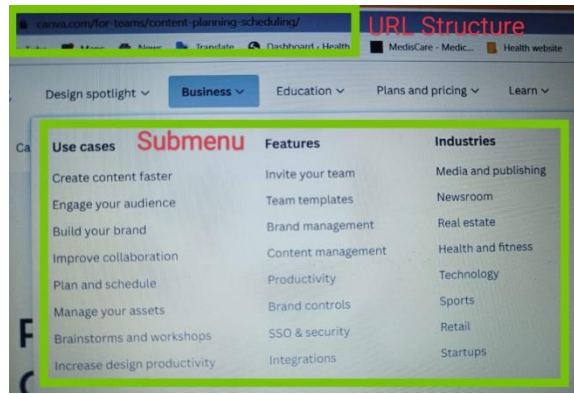 canva.com/for-teams/content-planning-scheduling/
URL Structure
Maps News Translate Dashboard ‹ Health MedisCare - Medic... Health website
Design spotlight Business Education Plans and pricing Learn
Ca
Submenu
Use cases
Create content faster
Engage your audience
Build your brand
Improve collaboration
Plan and schedule
Manage your assets
Brainstorms and workshops
Increase design productivity
Features
Invite your team
Team templates
Brand management
Content management
Productivity
Brand controls
SSO & security
Integrations
Industries
Media and publishing
Newsroom
Real estate
Health and fitness
Technology
Sports
Retail
Startups